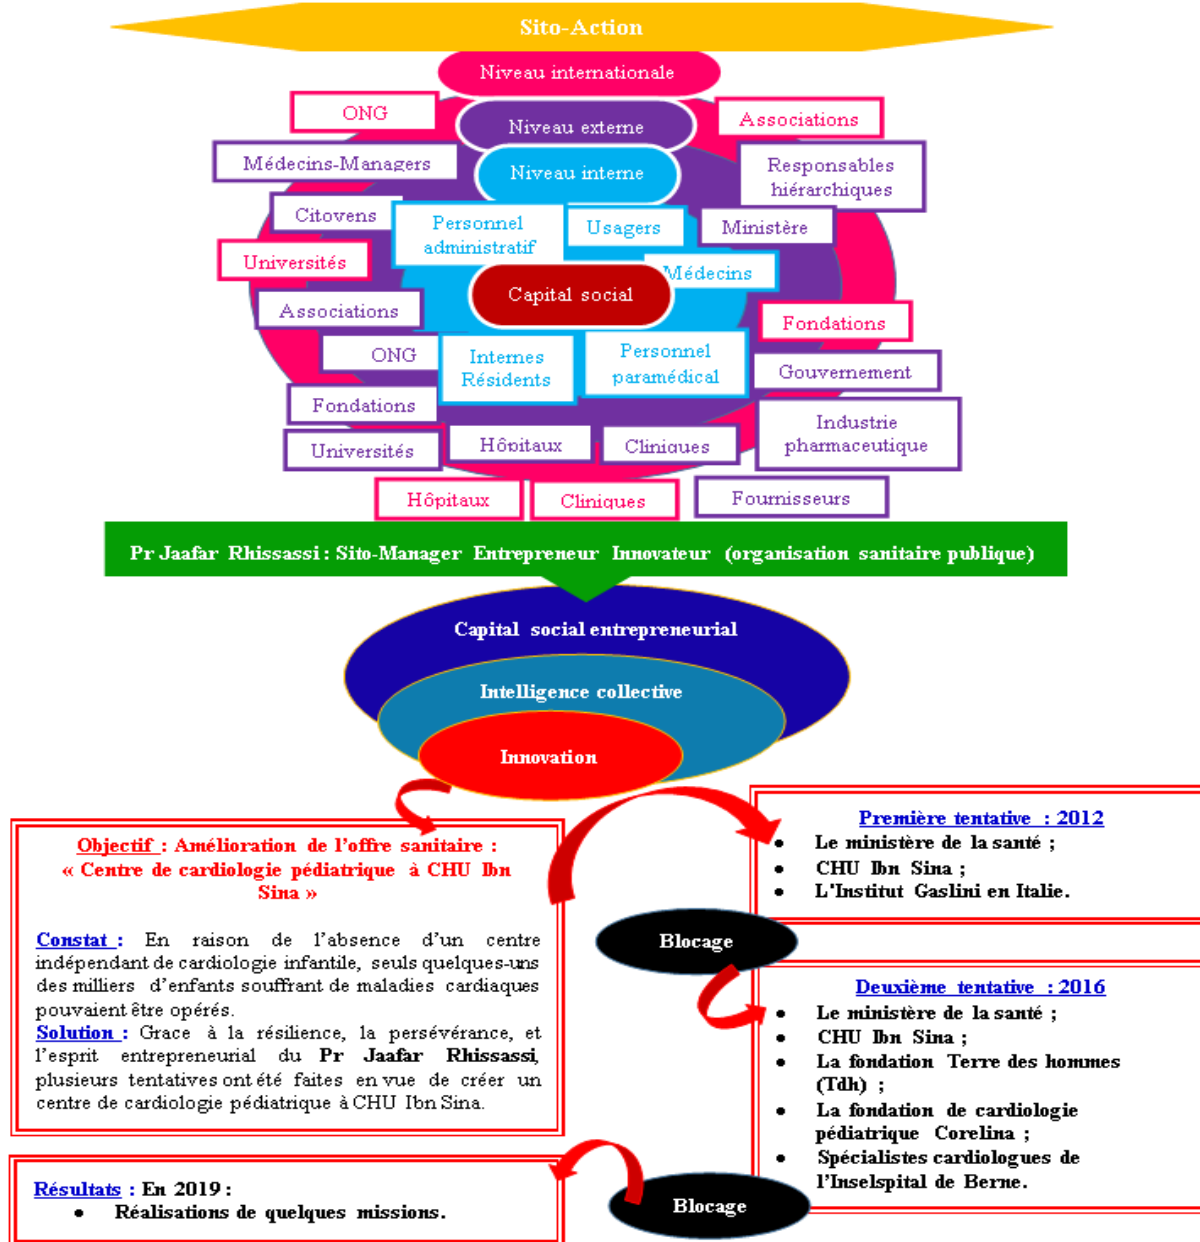 Sito-Action
Niveau internationale
ONG
Niveau externe
Associations
Médecins-Managers
Niveau interne
Responsables
hiérarchiques
Citoyens
Personnel
administratif
Usagers
Ministère
Universités
Médecins
Capital social
Associations
Fondations
ONG
Internes
Résidents
Personnel
paramédical
Gouvernement
Fondations
Industrie
pharmaceutique
Universités
Hôpitaux
Cliniques
Hôpitaux
Cliniques
Fournisseurs
Pr Jaafar Rhissassi : Sito-Manager Entrepreneur Innovateur (organisation sanitaire publique)
Capital social entrepreneurial
Intelligence collective
Innovation
Objectif : Amélioration de l'offre sanitaire :
« Centre de cardiologie pédiatrique à CHU Ibn
Sina »
Constat : En raison de l'absence d'un centre
indépendant de cardiologie infantile, seuls quelques-uns
des milliers d'enfants souffrant de maladies cardiaques
pouvaient être opérés.
Solution : Grace à la résilience, la persévérance, et
l'esprit entrepreneurial du Pr Jaafar Rhissassi,
plusieurs tentatives ont été faites en vue de créer un
centre de cardiologie pédiatrique à CHU Ibn Sina.
Première tentative : 2012
• Le ministère de la santé ;
• CHU Ibn Sina ;
• L'Institut Gaslini en Italie.
Blocage
Deuxième tentative : 2016
• Le ministère de la santé ;
• CHU Ibn Sina ;
• La fondation Terre des hommes
(Tdh) ;
• La fondation de cardiologie
pédiatrique Corelina ;
• Spécialistes cardiologues de
l'Inselspital de Berne.
Blocage
Résultats : En 2019 :
• Réalisations de quelques missions.